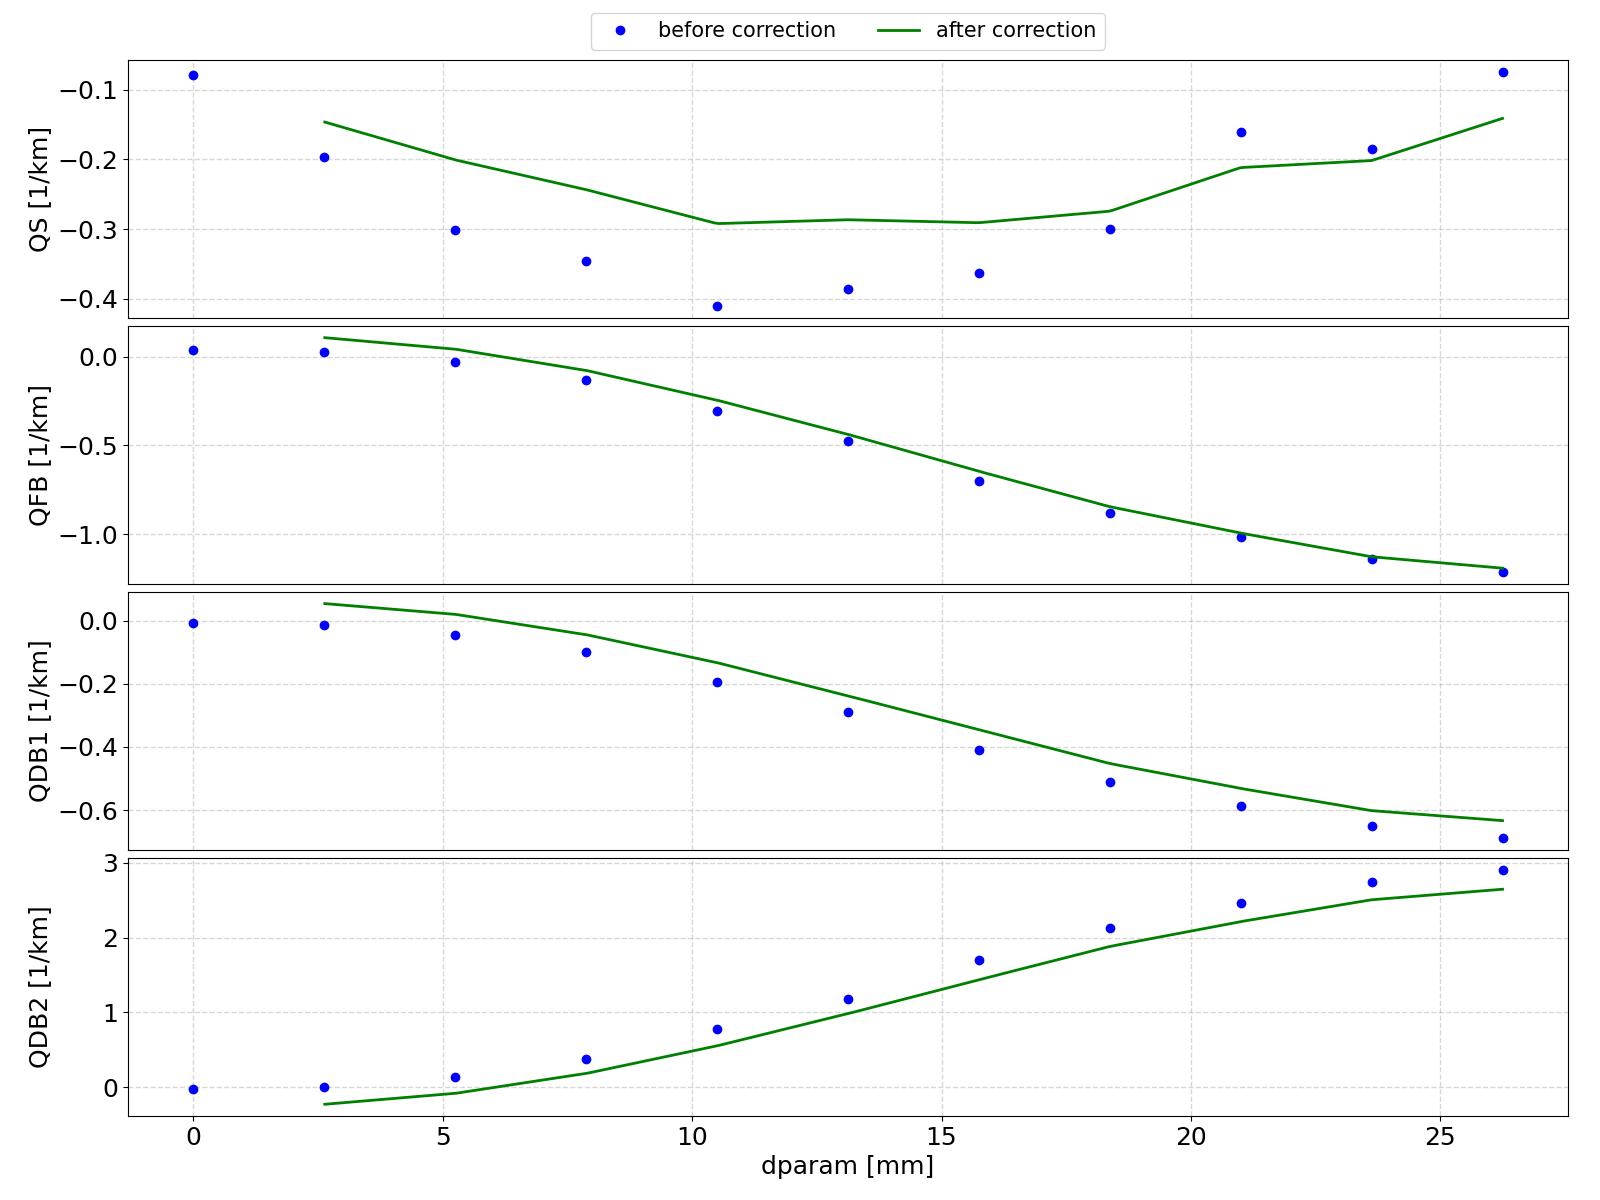 before correction after correction
QS [1/km]
−0.1
−0.2
−0.3
−0.4
QFB [1/km]
0.0
−0.5
−1.0
QDB1 [1/km]
0.0
−0.2
−0.4
−0.6
QDB2 [1/km]
3
2
1
0
0 5 10 15 20 25
dparam [mm]